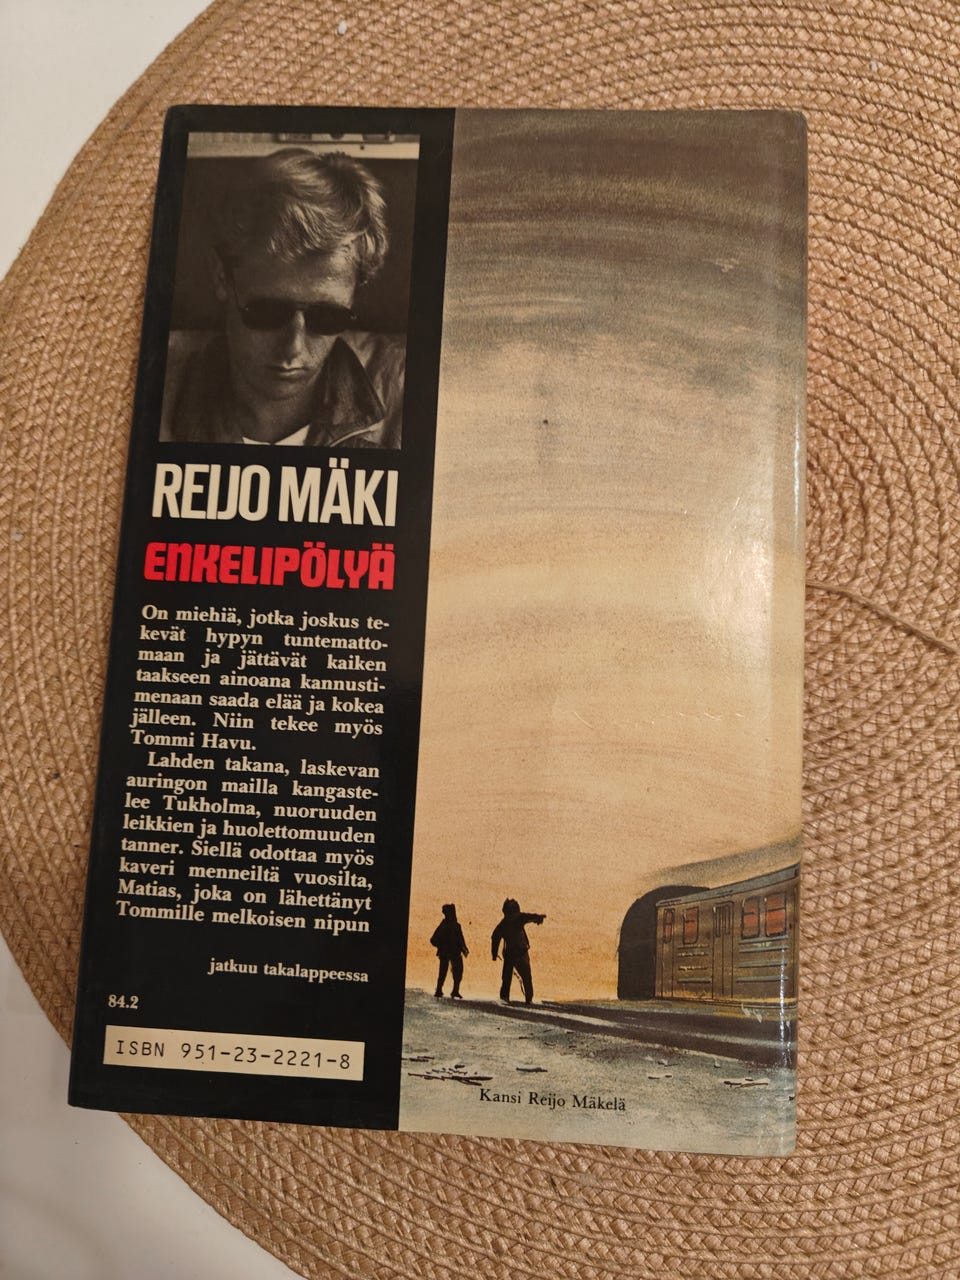 REIJO MÄKI
ENKELIPÖLYÄ
On miehiä, jotka joskus te-
kevät hypyn tuntematto-
maan ja jättävät kaiken
taakseen ainoana kannusti-
menaan saada elää ja kokea
jälleen. Niin tekee myös
Tommi Havu.
Lahden takana, laskevan
auringon mailla kangaste-
lee Tukholma, nuoruuden
leikkien ja huolettomuuden
tanner. Siellä odottaa myös
kaveri menneiltä vuosilta,
Matias, joka on lähettänyt
Tommille melkoisen nipun
jatkuu takalappeessa
84.2
ISBN 951-23-2221-8
Kansi Reijo Mäkelä